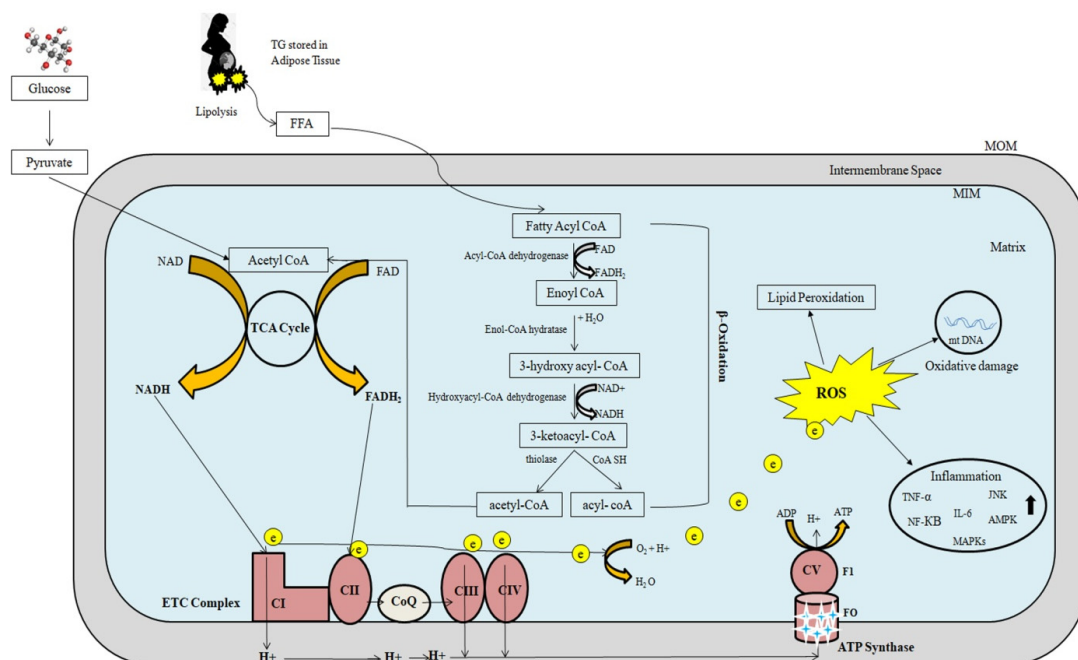 TG stored in
Adipose Tissue
Glucose
Lipolysis
FFA
Pyruvate
MOM
Intermembrane Space
MIM
Matrix
Fatty Acyl CoA
NAD
Acetyl CoA
FAD
Acyl-CoA dehydrogenase
FAD
FADH2
Enoyl CoA
TCA Cycle
+ H2O
Enol-CoA hydratase
3-hydroxy acyl- CoA
NADH
FADH2
Hydroxyacyl-CoA dehydrogenase
NAD+
NADH
3-ketoacyl- CoA
thiolase
CoA SH
acetyl-CoA
acyl- coA
β-Oxidation
Lipid Peroxidation
mt DNA
Oxidative damage
ROS
e
e
e
Inflammation
TNF-α
JNK
IL-6
NF-KB
AMPK
MAPKs
e
e
e
e
e
e
O2 + H+
H2O
ADP
H+
ATP
CV
F1
FO
ATP Synthase
ETC Complex
CI
CII
CoQ
CIII
CIV
H+
H+
H+